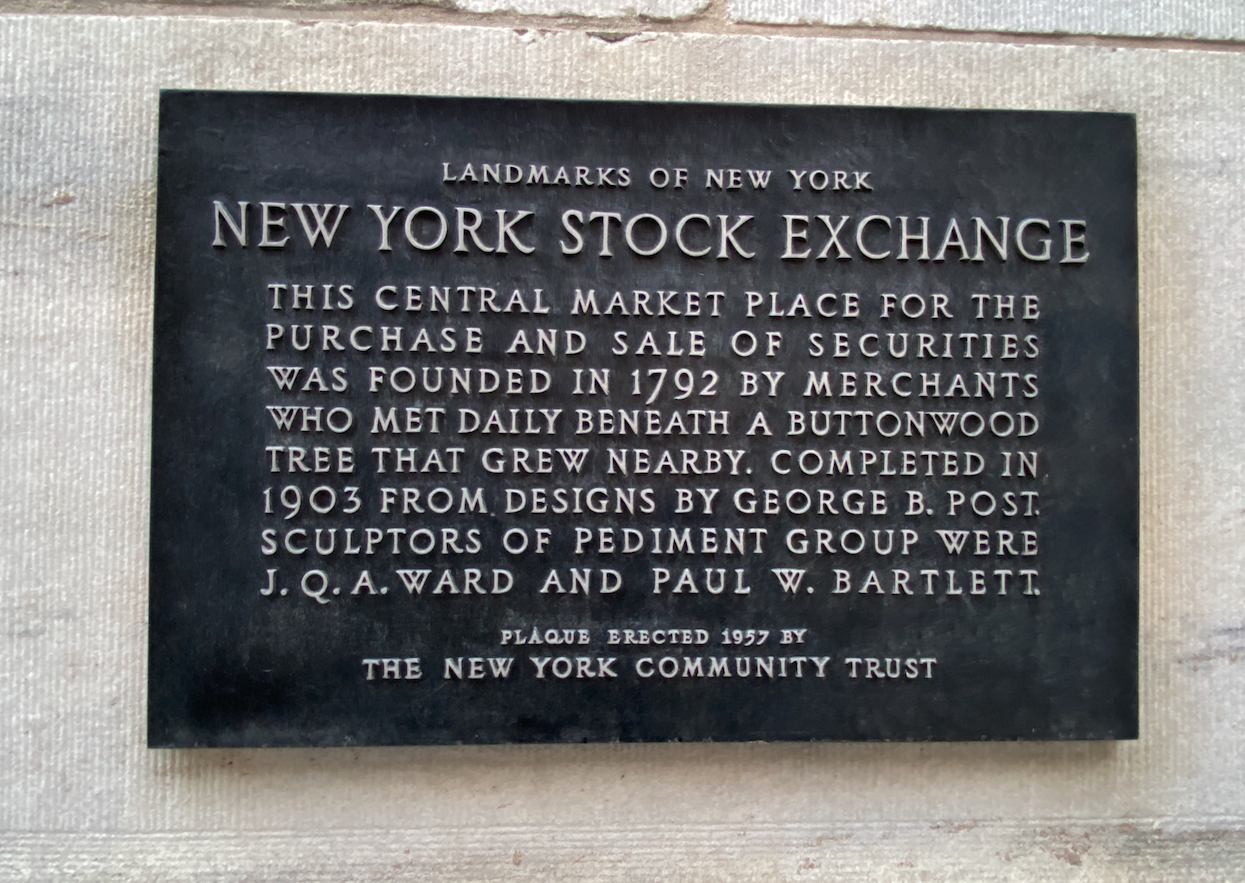 LANDMARKS OF NEW YORK
NEW YORK STOCK EXCHANGE
THIS CENTRAL MARKET PLACE FOR THE
PURCHASE AND SALE OF SECURITIES
WAS FOUNDED IN 1792 BY MERCHANTS
WHO MET DAILY BENEATH A BUTTONWOOD
TREE THAT GREW NEARBY. COMPLETED IN
1903 FROM DESIGNS BY GEORGE B. POST.
SCULPTORS OF PEDIMENT GROUP WERE
J. Q. A. WARD AND PAUL W. BARTLETT.
PLAQUE ERECTED 1957 BY
THE NEW YORK COMMUNITY TRUST